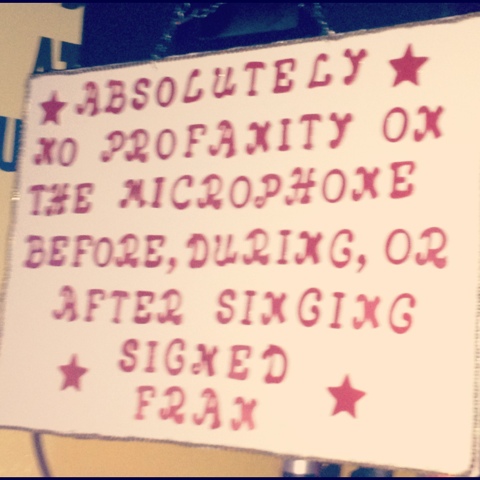 ABSOLUTELY
NO PROFANITY ON
THE MICROPHONE
BEFORE, DURING, OR
AFTER SINGING
SIGNED
FRAN